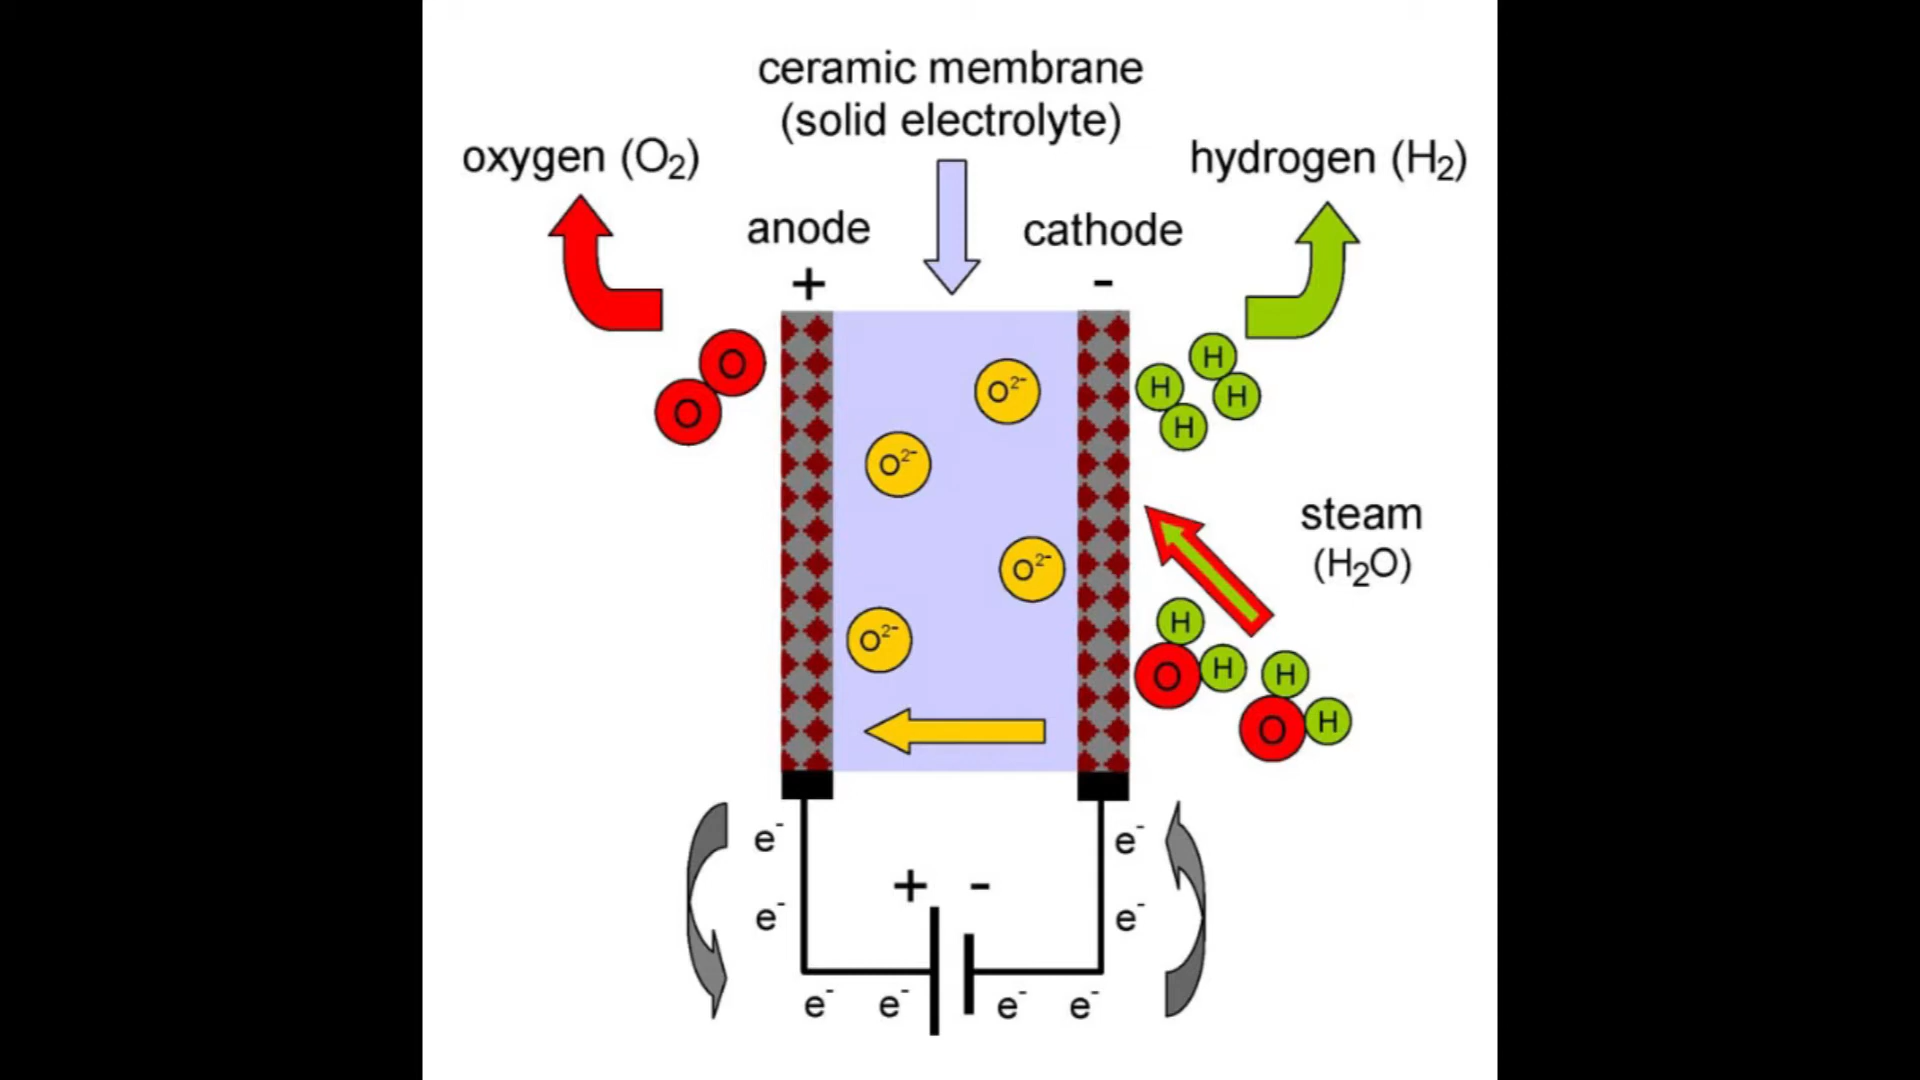 ceramic membrane
(solid electrolyte)
oxygen (O₂)
hydrogen (H₂)
anode
cathode
+
-
O
O
O²⁻
O²⁻
O²⁻
O²⁻
H
H
H
H
steam
(H₂O)
H
O
H
H
O
H
e⁻
e⁻
e⁻
e⁻
+
-
e⁻
e⁻
e⁻
e⁻